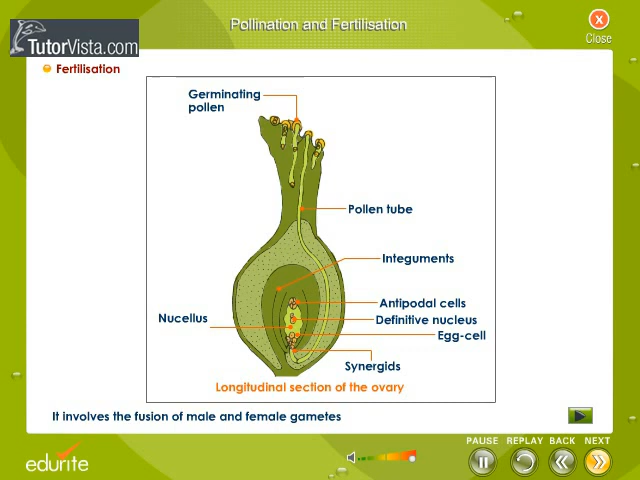 Pollination and Fertilisation
Close
TutorVista.com
Fertilisation
Germinating
pollen
Pollen tube
Integuments
Antipodal cells
Nucellus
Definitive nucleus
Egg-cell
Synergids
Longitudinal section of the ovary
It involves the fusion of male and female gametes
PAUSE REPLAY BACK NEXT
edurite